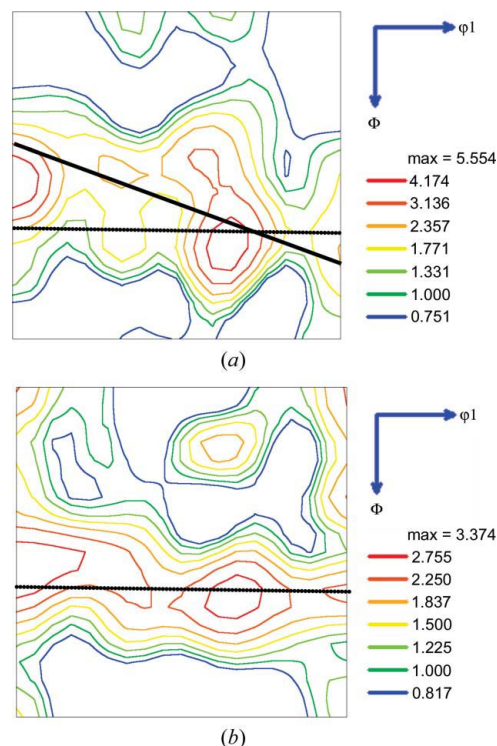 φ1
Φ
max = 5.554
4.174
3.136
2.357
1.771
1.331
1.000
0.751
(a)
φ1
Φ
max = 3.374
2.755
2.250
1.837
1.500
1.225
1.000
0.817
(b)